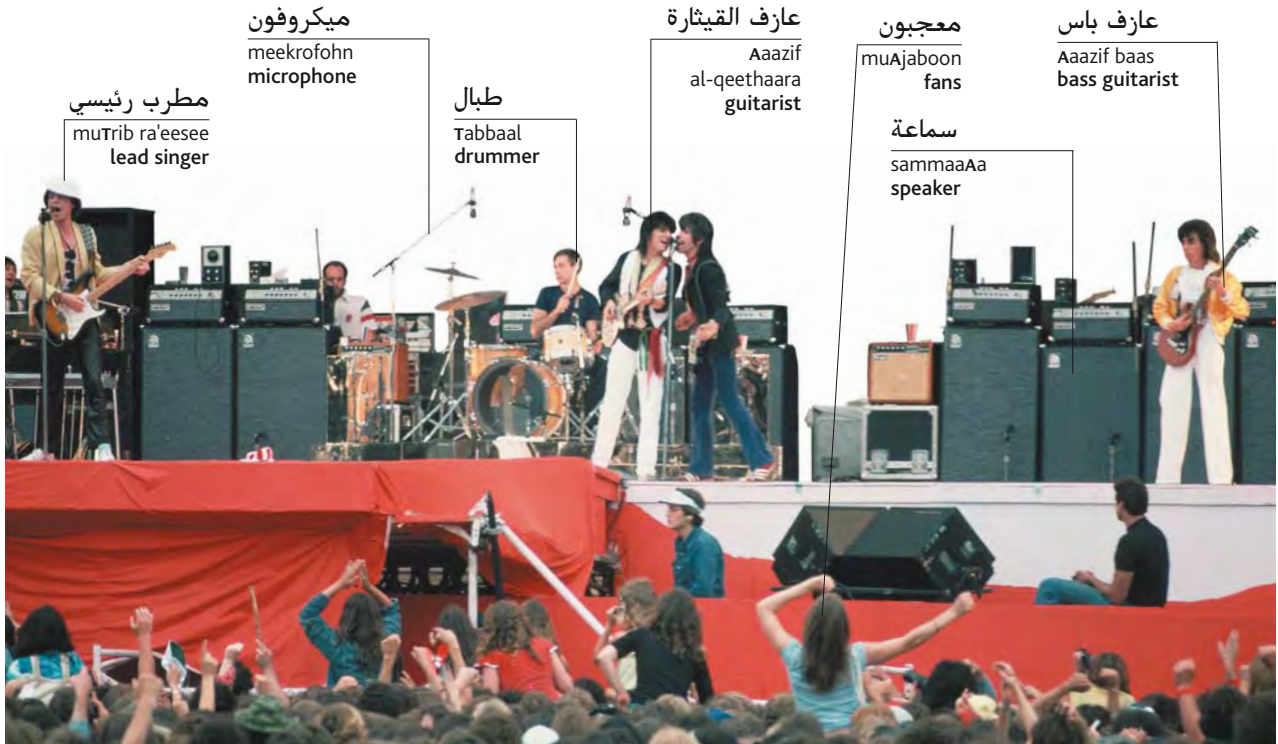 ميكروفون
meekrofohn
microphone
عازف القيثارة
Aaazif
al-qeethaara
guitarist
معجبون
muAjaboon
fans
عازف باس
Aaazif baas
bass guitarist
مطرب رئيسي
muTrib ra'eesee
lead singer
طبال
Tabbaal
drummer
سماعة
sammaaAa
speaker